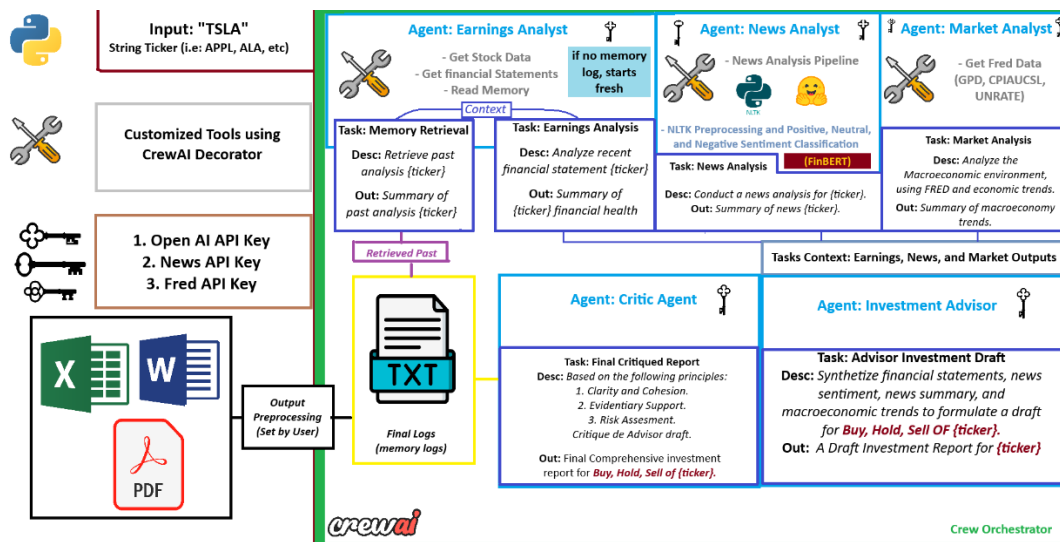 Input: "TSLA"
String Ticker (i.e: APPL, ALA, etc)
Customized Tools using
CrewAI Decorator
1. Open AI API Key
2. News API Key
3. Fred API Key
X
W
PDF
Output
Preprocessing
(Set by User)
Agent: Earnings Analyst
- Get Stock Data
- Get financial Statements
- Read Memory
if no memory
log, starts
fresh
Context
Task: Memory Retrieval
Desc: Retrieve past
analysis {ticker}
Out: Summary of
past analysis {ticker}
Task: Earnings Analysis
Desc: Analyze recent
financial statement {ticker}
Out: Summary of
{ticker} financial health
Agent: News Analyst
- News Analysis Pipeline
NLTK
- NLTK Preprocessing and Positive, Neutral,
and Negative Sentiment Classification
(FinBERT)
Task: News Analysis
Desc: Conduct a news analysis for {ticker}.
Out: Summary of news {ticker}.
Agent: Market Analyst
- Get Fred Data
(GPD, CPIAUCSL,
UNRATE)
Task: Market Analysis
Desc: Analyze the
Macroeconomic environment,
using FRED and economic trends.
Out: Summary of macroeconomy
trends.
Retrieved Past
Tasks Context: Earnings, News, and Market Outputs
TXT
Final Logs
(memory logs)
Agent: Critic Agent
Task: Final Critiqued Report
Desc: Based on the following principles:
1. Clarity and Cohesion.
2. Evidentiary Support.
3. Risk Assesment.
Critique de Advisor draft.
Out: Final Comprehensive investment
report for Buy, Hold, Sell of {ticker}.
Agent: Investment Advisor
Task: Advisor Investment Draft
Desc: Synthetize financial statements, news
sentiment, news summary, and
macroeconomic trends to formulate a draft
for Buy, Hold, Sell OF {ticker}.
Out: A Draft Investment Report for {ticker}
crewai
Crew Orchestrator